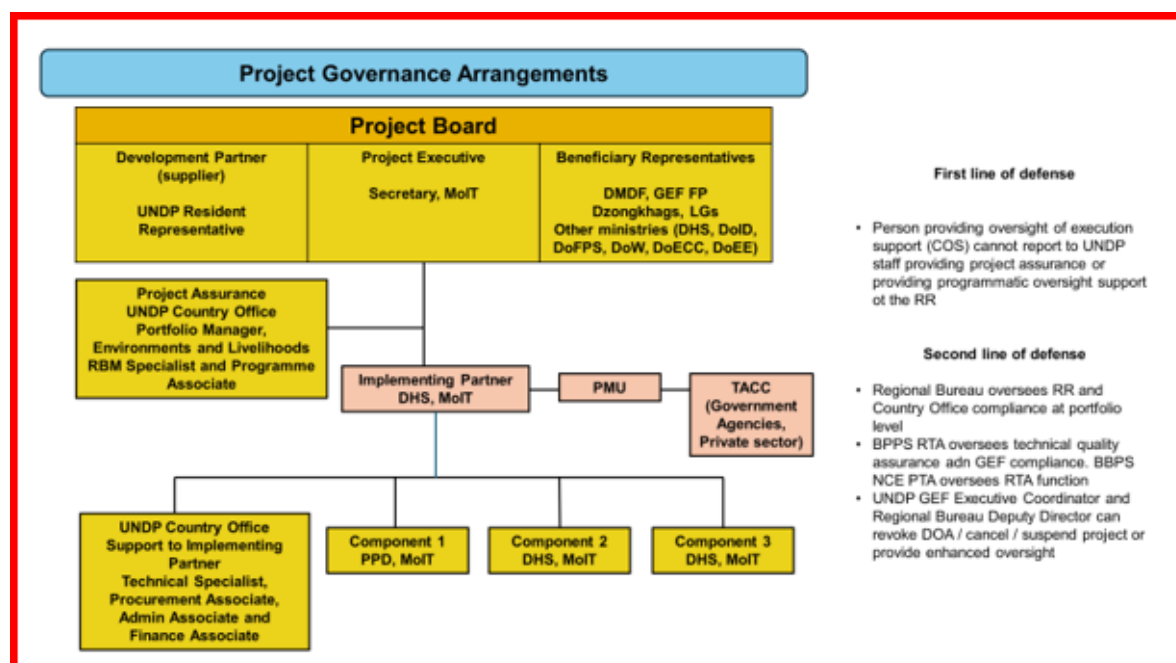 Project Governance Arrangements
Project Board
Development Partner
(supplier)
UNDP Resident
Representative
Project Executive
Secretary, MoIT
Beneficiary Representatives
DMDF, GEF FP
Dzongkhags, LGs
Other ministries (DHS, DoID,
DoFPS, DoW, DoECC, DoEE)
Project Assurance
UNDP Country Office
Portfolio Manager,
Environments and Livelihoods
RBM Specialist and Programme
Associate
Implementing Partner
DHS, MoIT
PMU
TACC
(Government
Agencies,
Private sector)
UNDP Country Office
Support to Implementing
Partner
Technical Specialist,
Procurement Associate,
Admin Associate and
Finance Associate
Component 1
PPD, MoIT
Component 2
DHS, MoIT
Component 3
DHS, MoIT
First line of defense
• Person providing oversight of execution
support (COS) cannot report to UNDP
staff providing project assurance or
providing programmatic oversight support
ot the RR
Second line of defense
• Regional Bureau oversees RR and
Country Office compliance at portfolio
level
• BPPS RTA oversees technical quality
assurance adn GEF compliance. BBPS
NCE PTA oversees RTA function
• UNDP GEF Executive Coordinator and
Regional Bureau Deputy Director can
revoke DOA / cancel / suspend project or
provide enhanced oversight